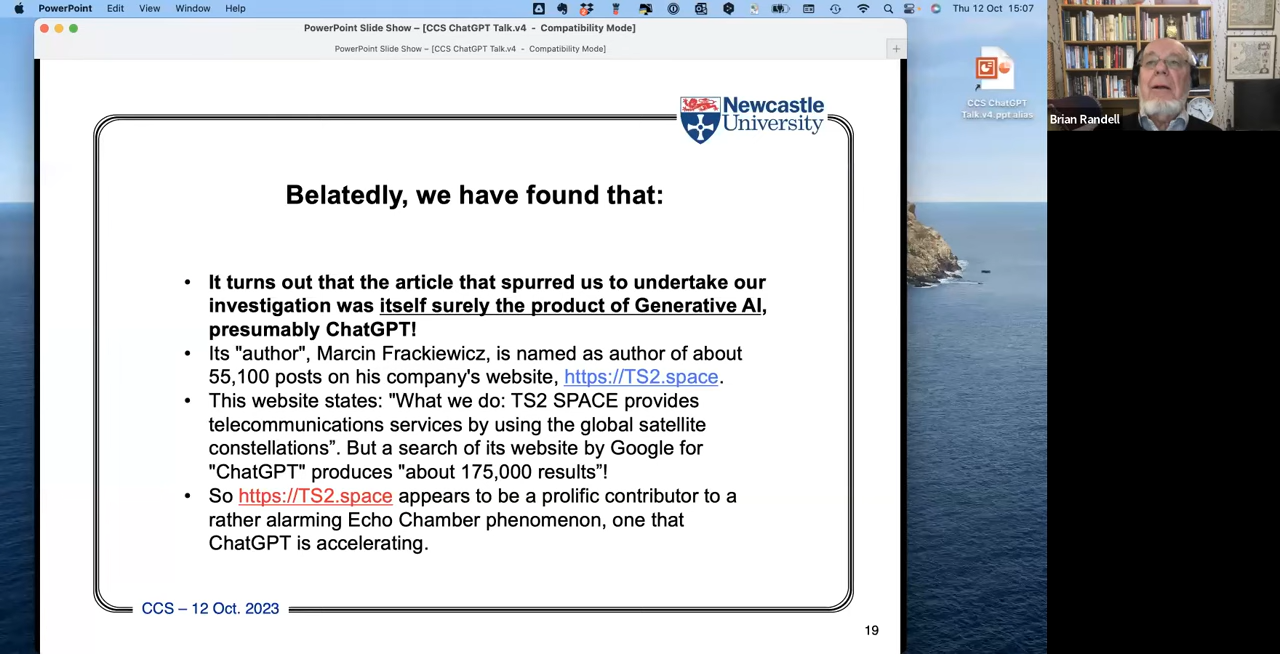 PowerPoint Edit View Window Help Thu 12 Oct 15:07
PowerPoint Slide Show – [CCS ChatGPT Talk.v4 - Compatibility Mode]
PowerPoint Slide Show – [CCS ChatGPT Talk.v4 - Compatibility Mode]
Newcastle
University
Belatedly, we have found that:
• It turns out that the article that spurred us to undertake our
investigation was itself surely the product of Generative AI,
presumably ChatGPT!
• Its "author", Marcin Frackiewicz, is named as author of about
55,100 posts on his company's website, https://TS2.space.
• This website states: "What we do: TS2 SPACE provides
telecommunications services by using the global satellite
constellations”. But a search of its website by Google for
"ChatGPT" produces "about 175,000 results”!
• So https://TS2.space appears to be a prolific contributor to a
rather alarming Echo Chamber phenomenon, one that
ChatGPT is accelerating.
CCS – 12 Oct. 2023
19
CCS ChatGPT
Talk v4.ppt alias
Brian Randell